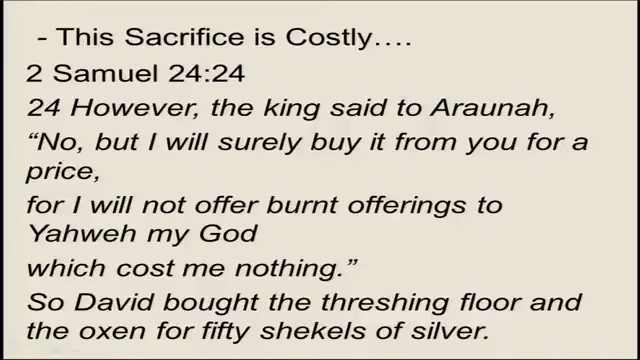 - This Sacrifice is Costly....
2 Samuel 24:24
24 However, the king said to Araunah,
“No, but I will surely buy it from you for a
price,
for I will not offer burnt offerings to
Yahweh my God
which cost me nothing.”
So David bought the threshing floor and
the oxen for fifty shekels of silver.